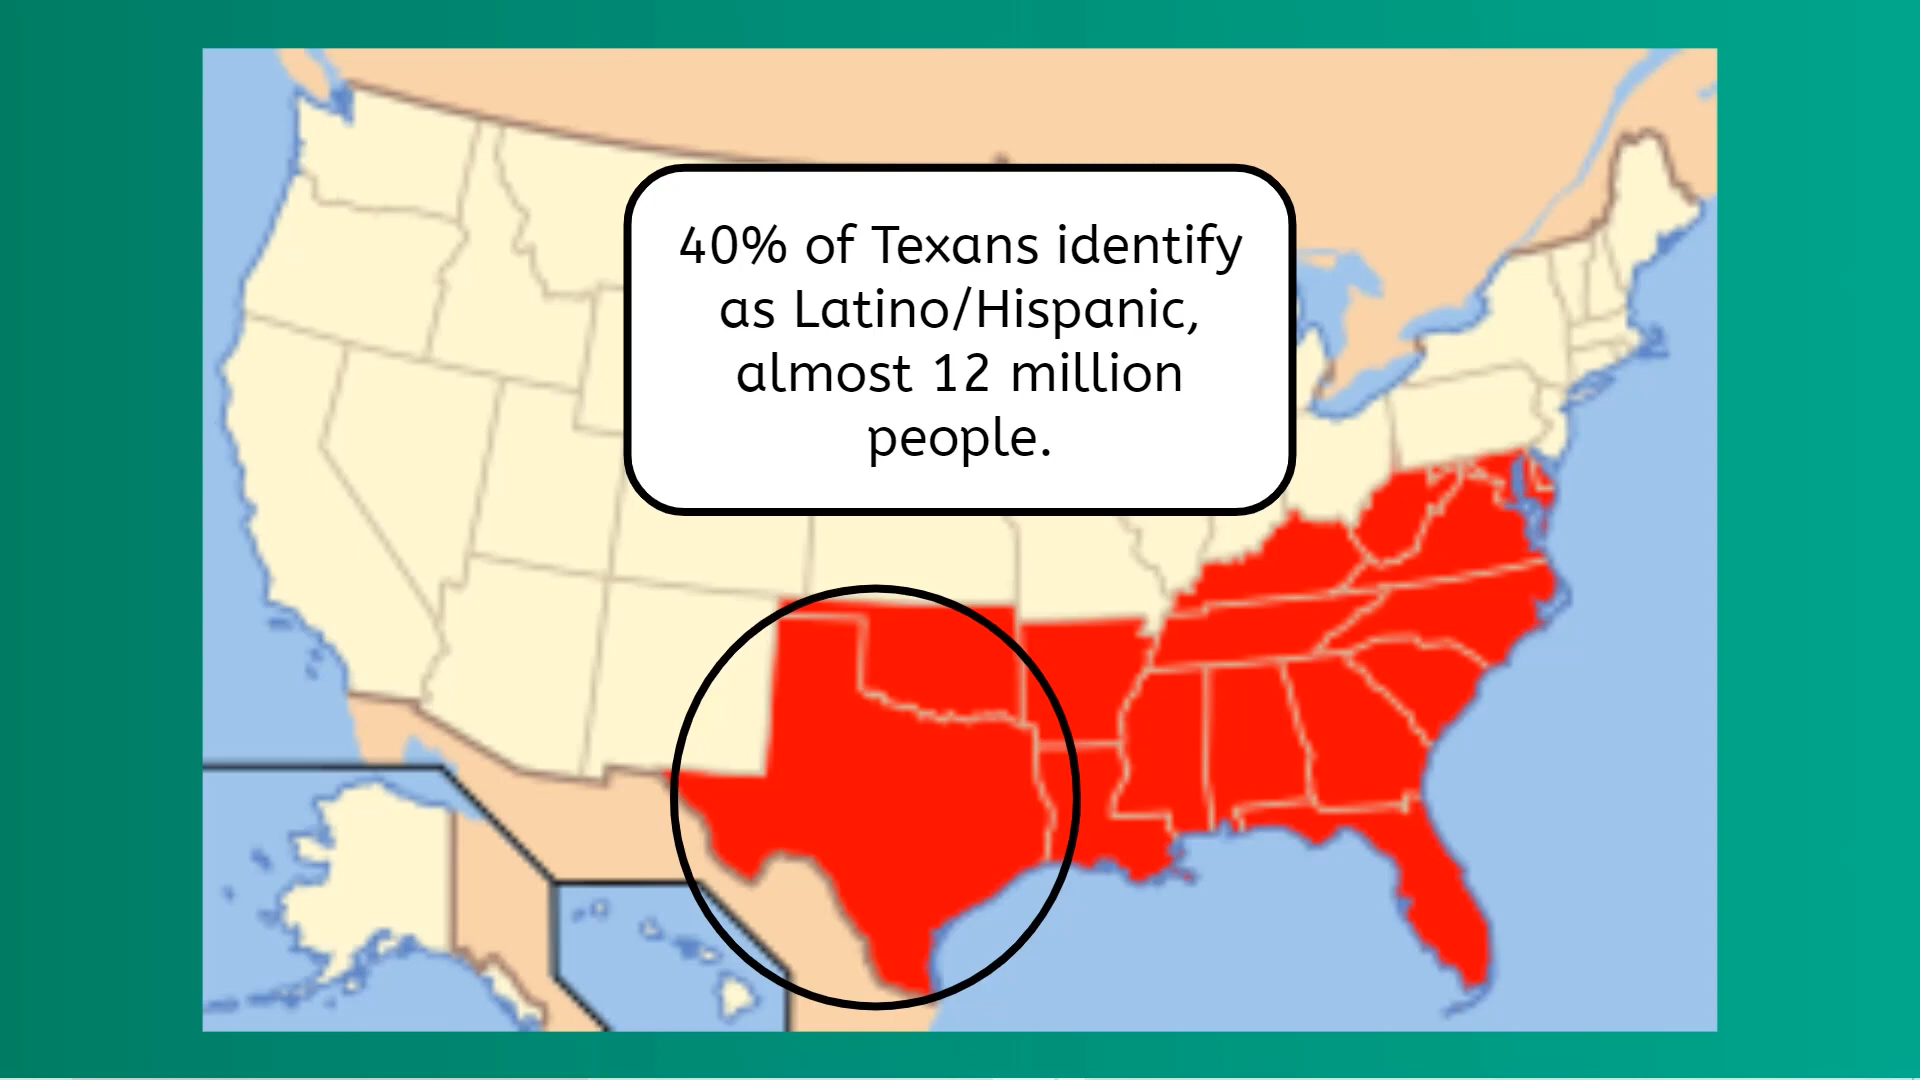 40% of Texans identify
as Latino/Hispanic,
almost 12 million
people.